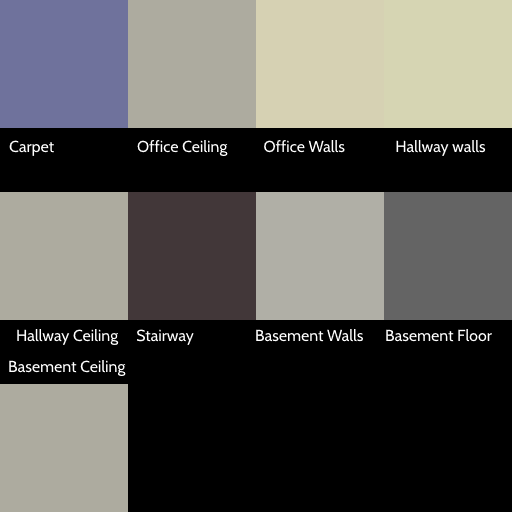 Carpet
Office Ceiling
Office Walls
Hallway walls
Hallway Ceiling
Stairway
Basement Walls
Basement Floor
Basement Ceiling